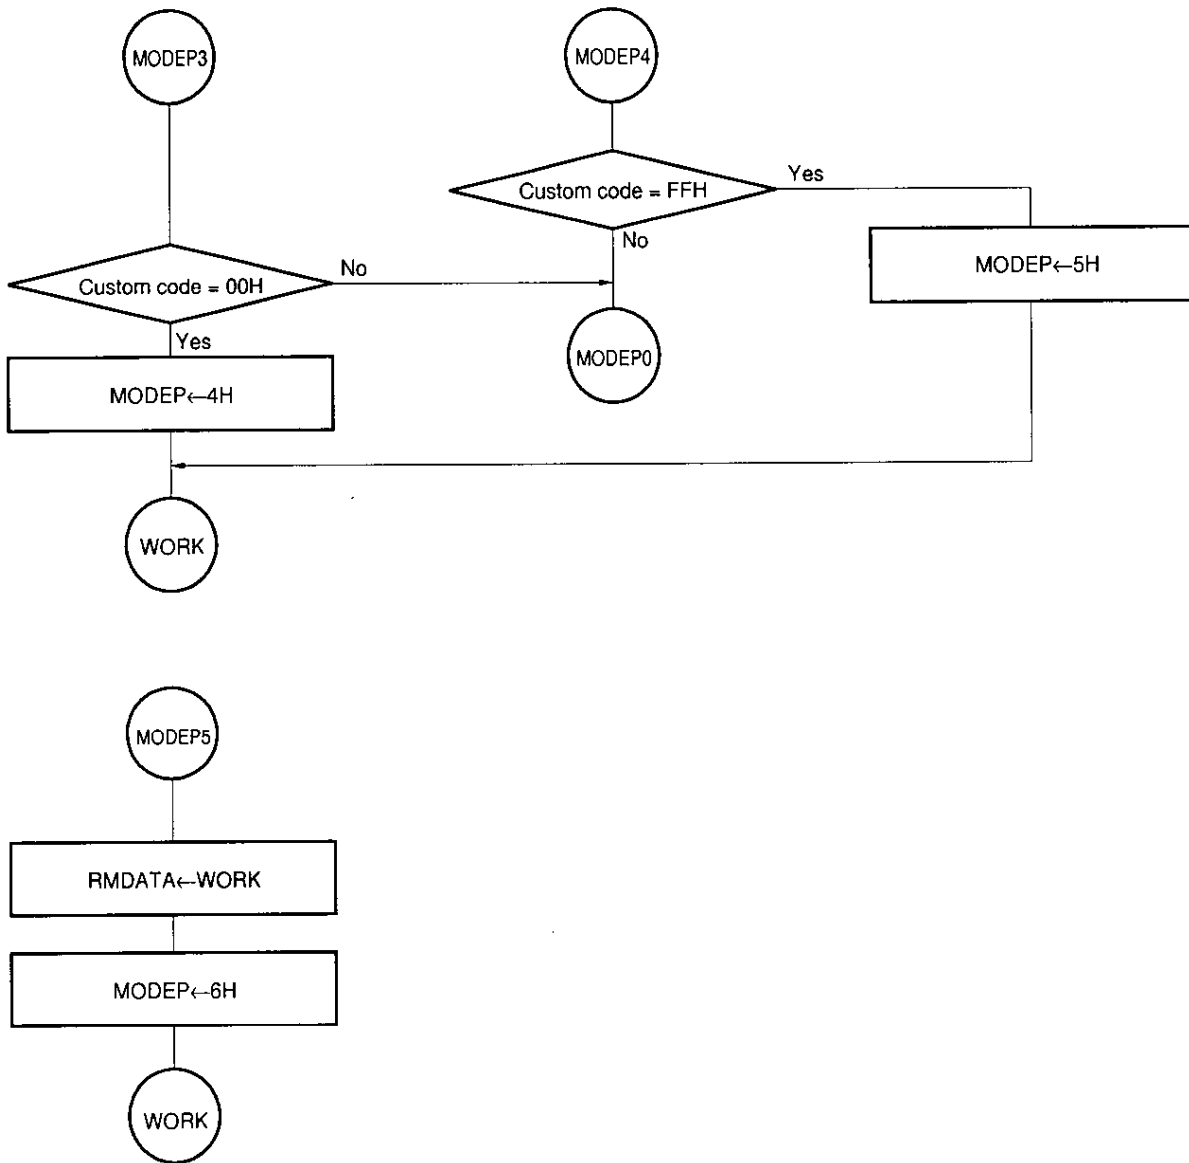 MODEP3
MODEP4
Yes
Custom code = FFH
No
MODEP←5H
No
Custom code = 00H
Yes
MODEP0
MODEP←4H
WORK
MODEP5
RMDATA←WORK
MODEP←6H
WORK